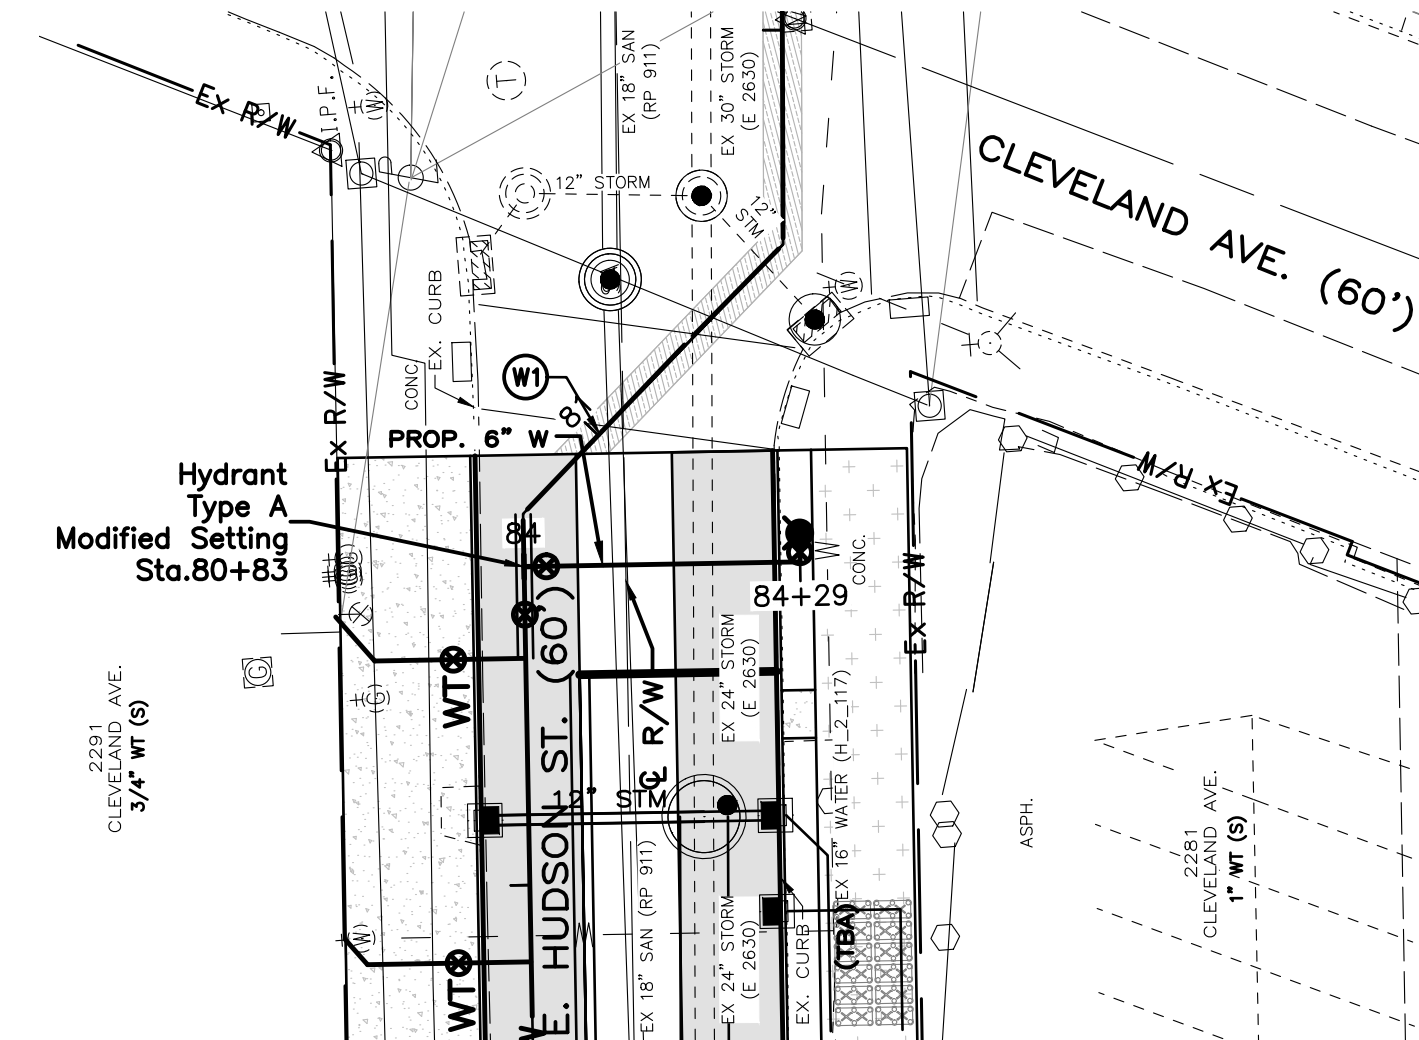 Ex R/W
I.P.F.
(W)
T
EX 18" SAN
(RP 911)
EX 30" STORM
(E 2630)
12" STORM
12"
STM
CLEVELAND AVE. (60')
(W)
EX. CURB
CONC.
Ex R/W
W1
8"
PROP. 6" W
Hydrant
Type A
Modified Setting
Sta.80+83
84
84+29
W
CONC.
Ex R/W
Ex R/W
G
(G)
WT
2291
CLEVELAND AVE.
3/4" WT (S)
E. HUDSON ST. (60')
℄ R/W
EX 24" STORM
(E 2630)
EX 16" WATER (H_2_117)
(TBA)
12" STM
EX 18" SAN (RP 911)
EX 24" STORM
(E 2630)
EX. CURB
(W)
WT
W
W
ASPH.
2281
CLEVELAND AVE.
1" WT (S)